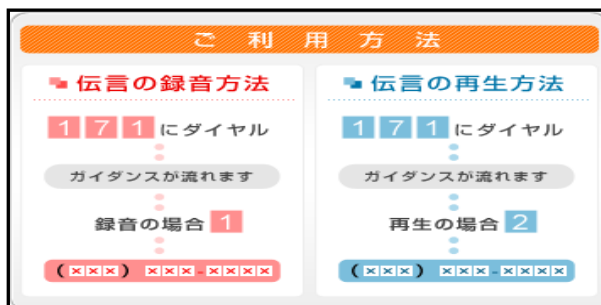 ご利用方法
伝言の録音方法
171にダイヤル
ガイダンスが流れます
録音の場合1
(×××) ×××-××××
伝言の再生方法
171にダイヤル
ガイダンスが流れます
再生の場合2
(×××) ×××-××××